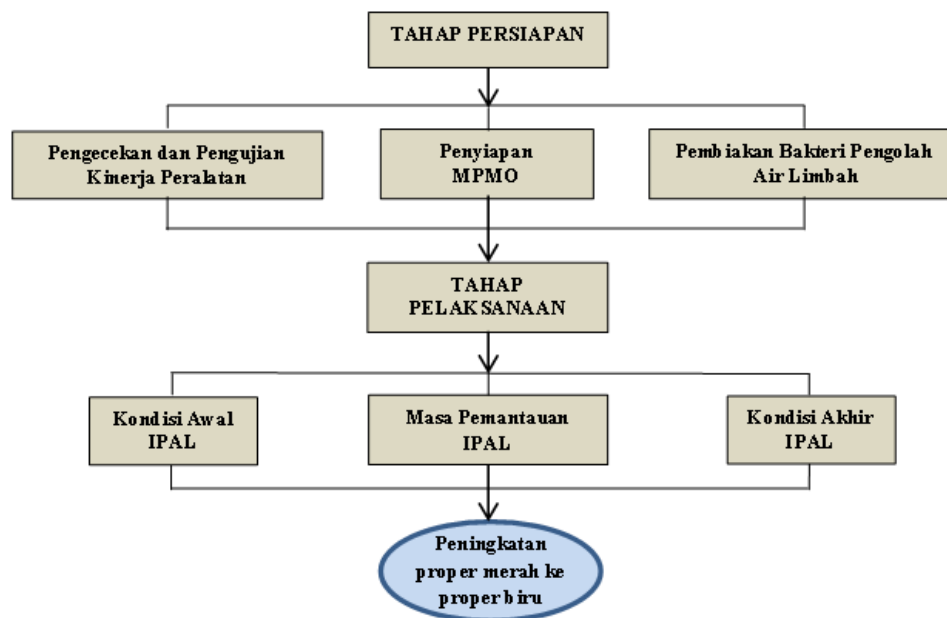 TAHAP PERSIAPAN
Pengecekan dan Pengujian
Kinerja Peralatan
Penyiapan
MPMO
Pembiakan Bakteri Pengolah
Air Limbah
TAHAP
PELAKSANAAN
Kondisi Awal
IPAL
Masa Pemantauan
IPAL
Kondisi Akhir
IPAL
Peningkatan
proper merah ke
proper biru